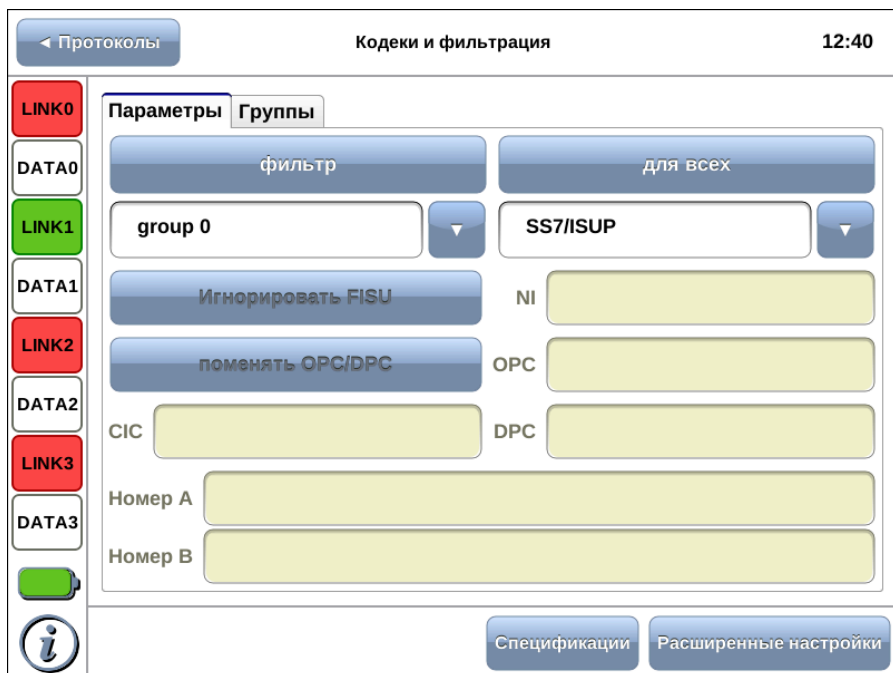 ◄ Протоколы
Кодеки и фильтрация
12:40
LINK0
DATA0
LINK1
DATA1
LINK2
DATA2
LINK3
DATA3
Параметры
Группы
фильтр
для всех
group 0
SS7/ISUP
Игнорировать FISU
NI
поменять OPC/DPC
OPC
CIC
DPC
Номер A
Номер B
i
Спецификации
Расширенные настройки